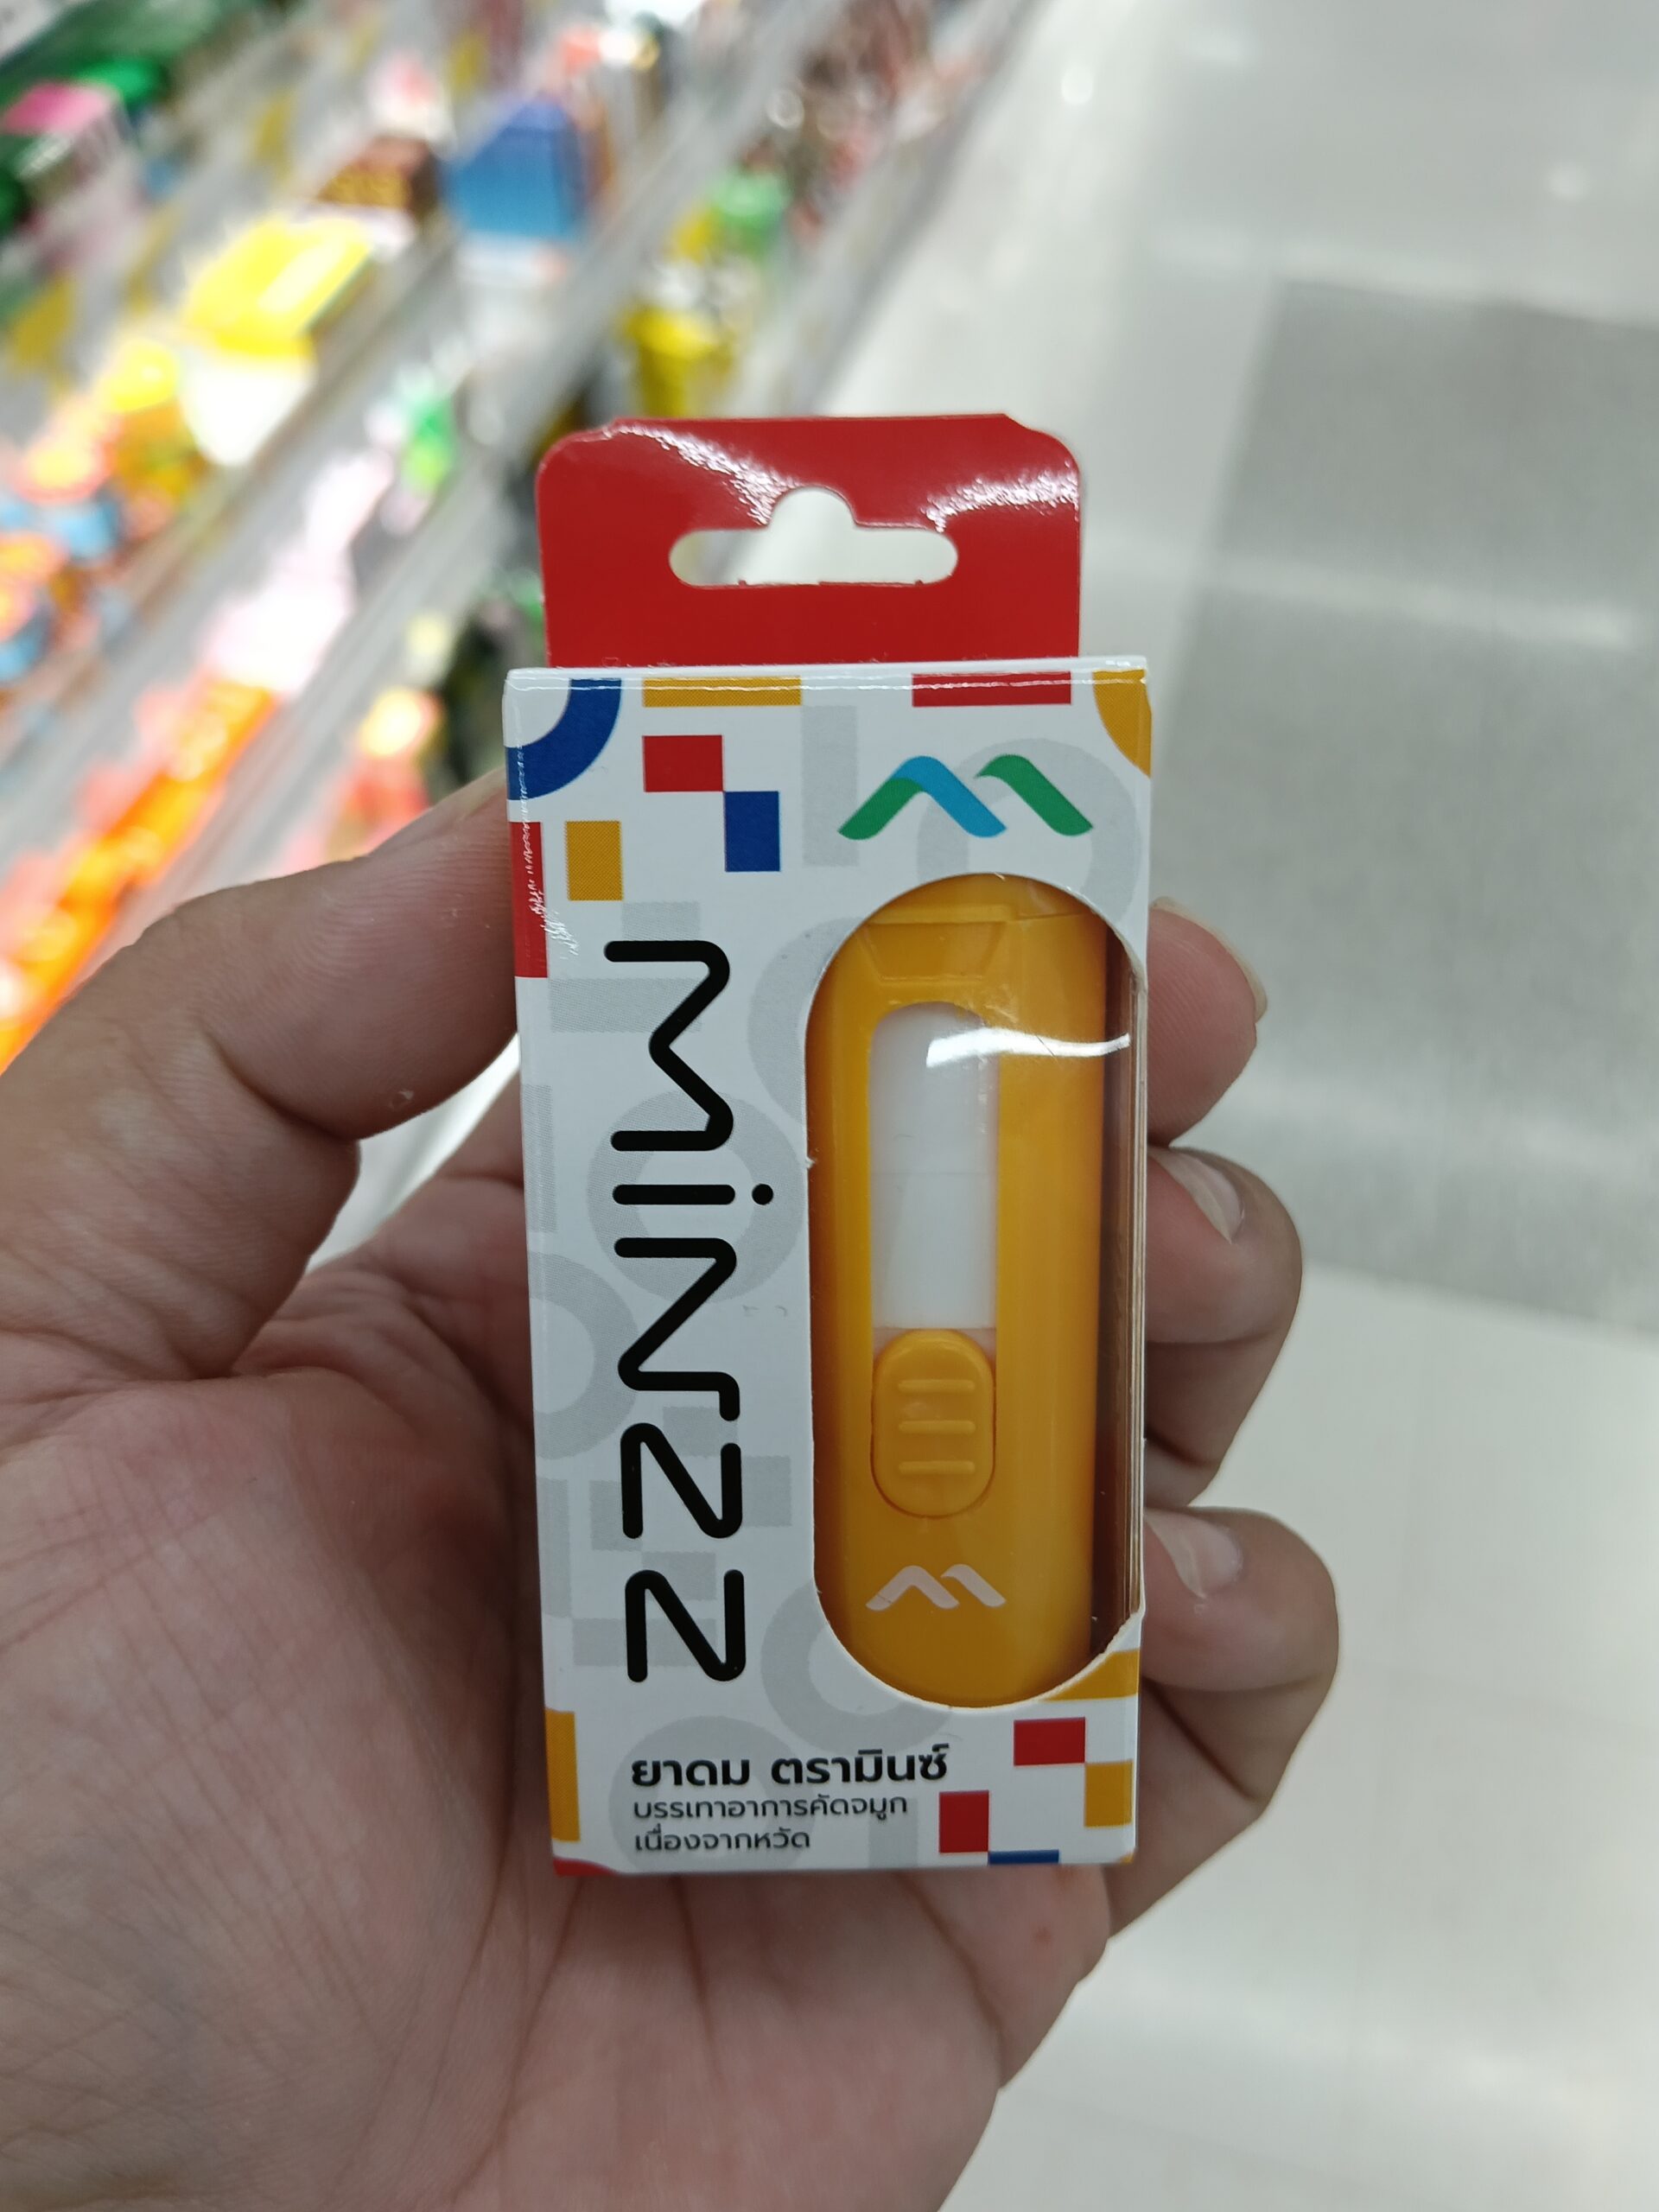 Minzz
ยาดม ตรามินซ์
บรรเทาอาการคัดจมูก
เนื่องจากหวัด